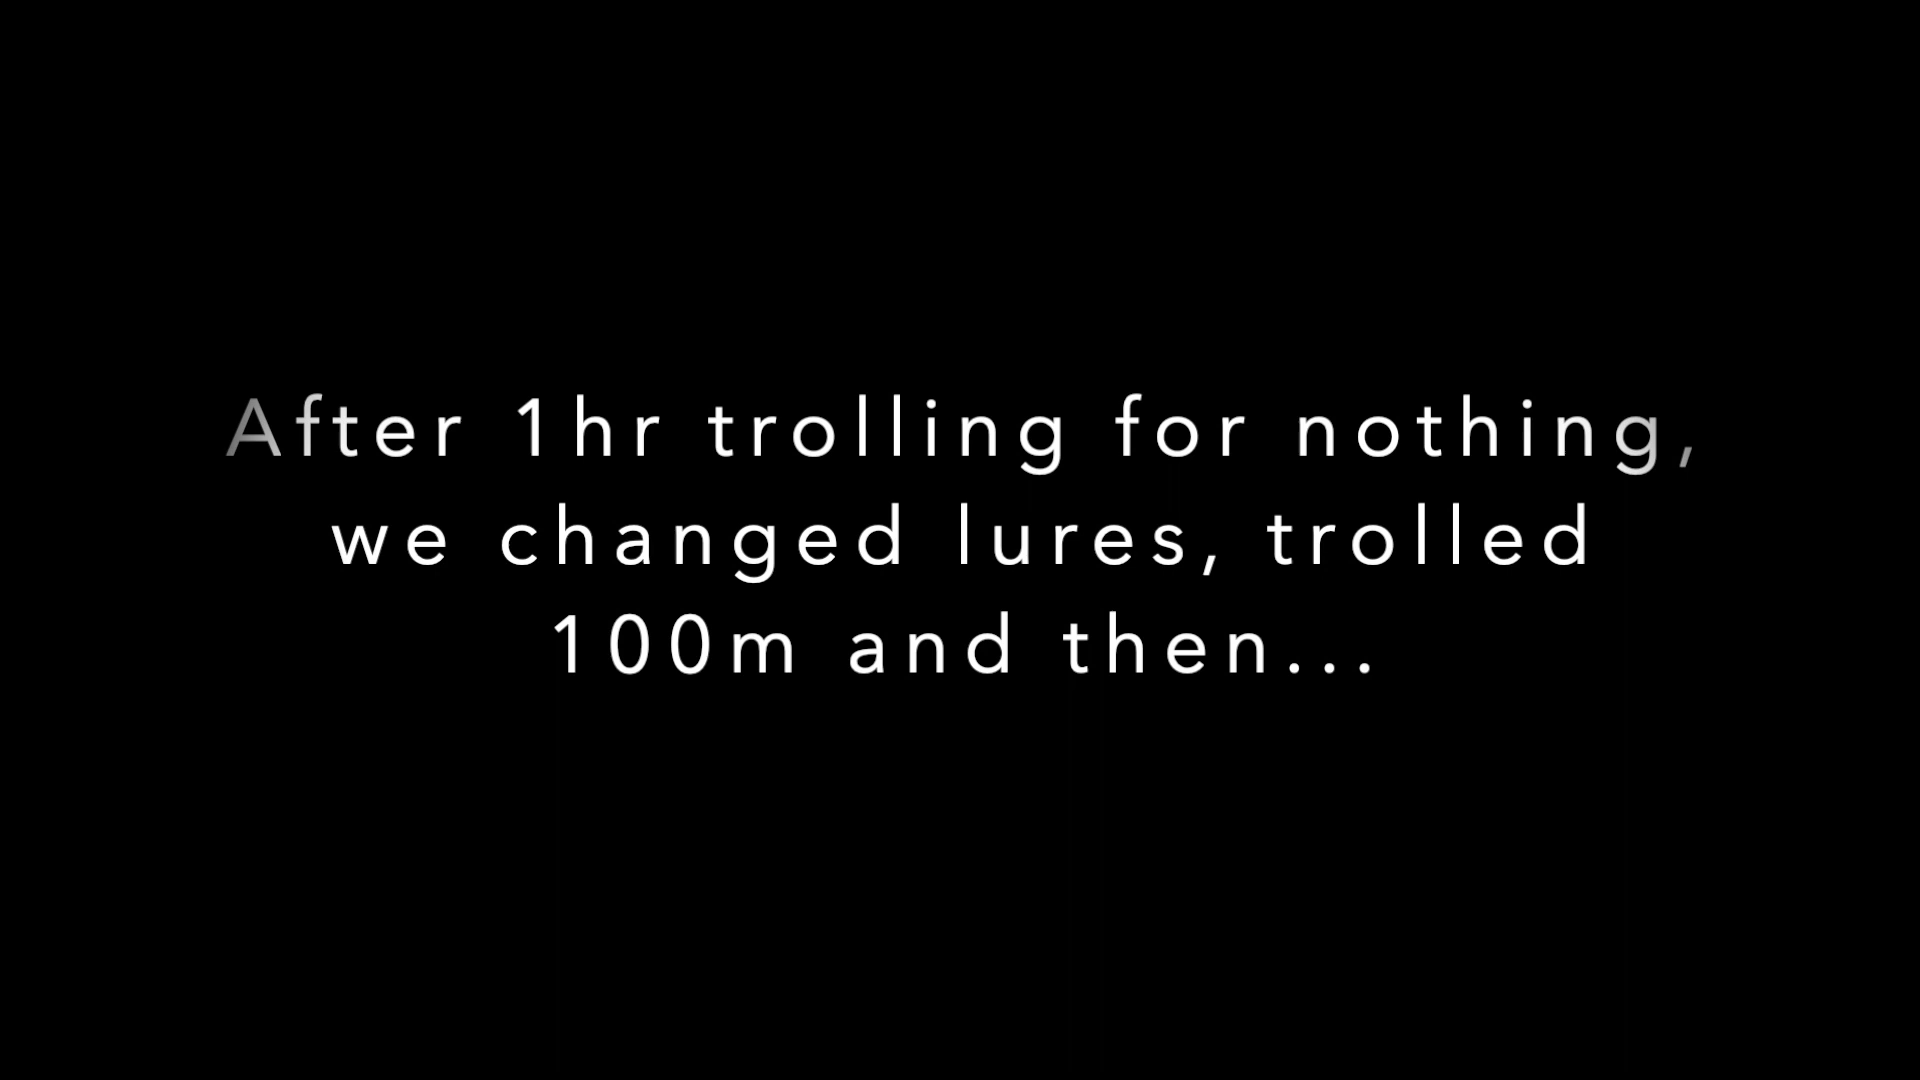 After 1hr trolling for nothing,
we changed lures, trolled
100m and then...